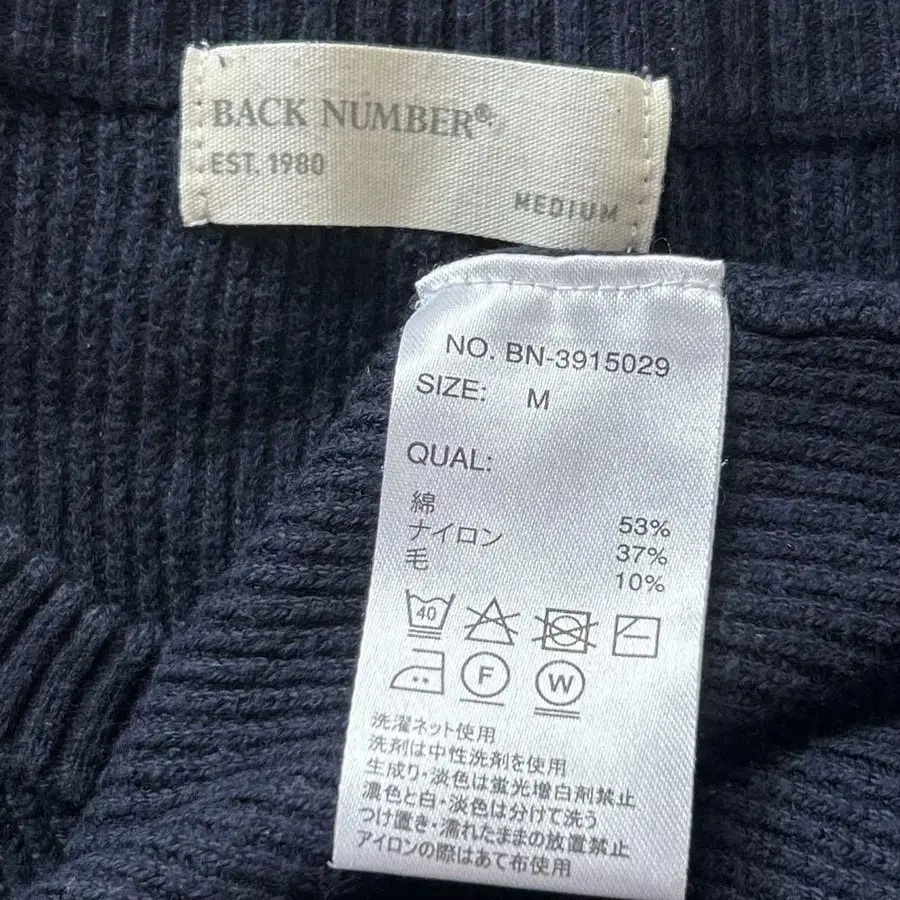 BACK NUMBER®
EST. 1980
MEDIUM
NO. BN-3915029
SIZE: M
QUAL:
綿 53%
ナイロン 37%
毛 10%
40
F W
洗濯ネット使用
洗剤は中性洗剤を使用
生成り・淡色は蛍光増白剤禁止
濃色と白・淡色は分けて洗う
つけ置き・濡れたままの放置禁止
アイロンの際はあて布使用